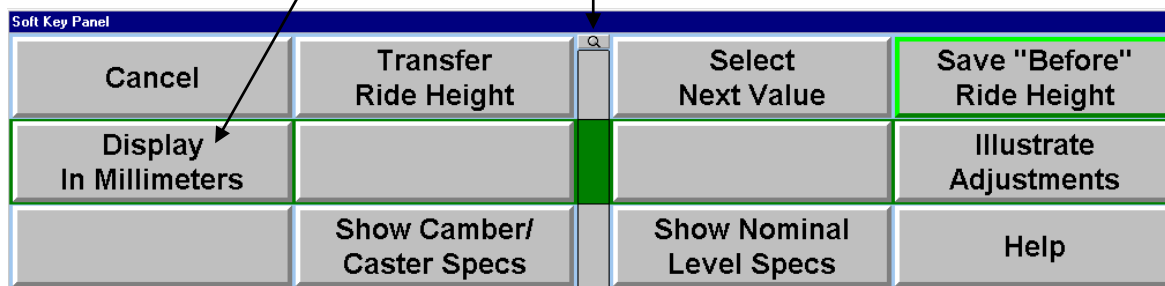 Soft Key Panel
Cancel
Transfer
Ride Height
Select
Next Value
Save "Before"
Ride Height
Display
In Millimeters
Illustrate
Adjustments
Show Camber/
Caster Specs
Show Nominal
Level Specs
Help